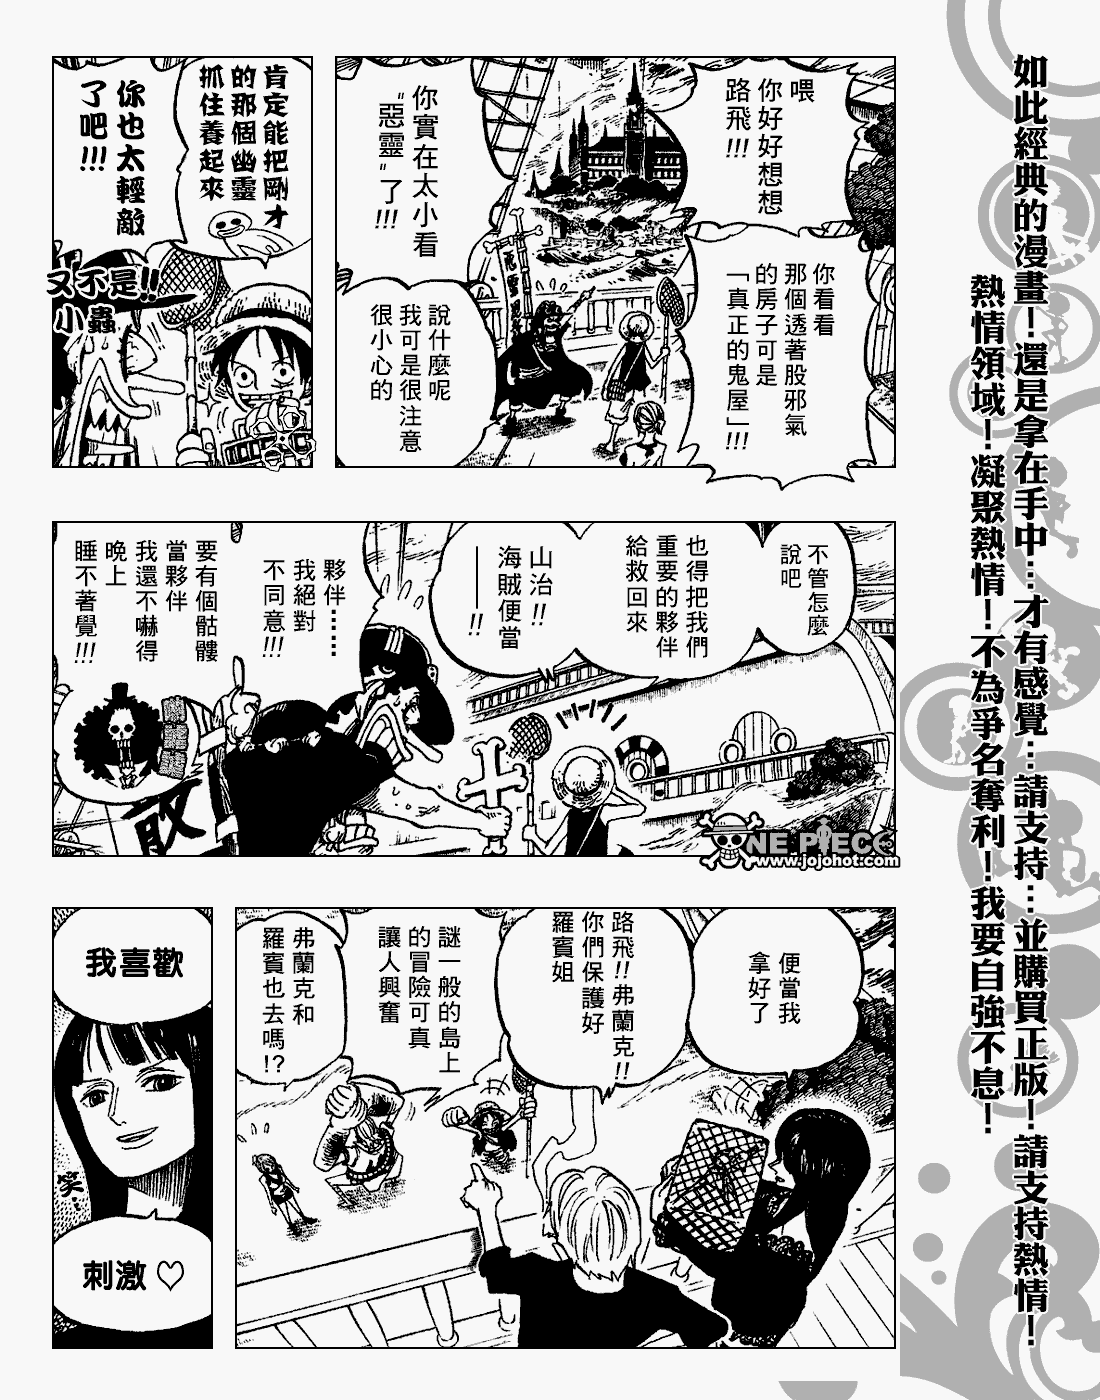 如此經典的漫畫！還是拿在手中…才有感覺…請支持…並購買正版！請支持熱情！
熱情領域！凝聚熱情！不為爭名奪利！我要自強不息！
喂
你好好想想
路飛!!!
你看看
那個透著股邪氣
的房子可是
「真正的鬼屋」!!!
你實在太小看
"惡靈"了!!!
說什麼呢
我可是很注意
很小心的
肯定能把剛才
的那個幽靈
抓住養起來
你也太輕敵
了吧!!!
又不是!!
小蟲
不管怎麼
說吧
也得把我們
重要的夥伴
給救回來
山治!!
海賊便當
——!!
夥伴……
我絕對
不同意!!!
要有個骷髏
當夥伴
我還不嚇得
晚上
睡不著覺!!!
敢
ONE PIECE
www.jojohot.com
便當我
拿好了
路飛!!弗蘭克!!
你們保護好
羅賓姐
謎一般的島上
的冒險可真
讓人興奮
弗蘭克和
羅賓也去嗎!?
我喜歡
笑…
刺激♡